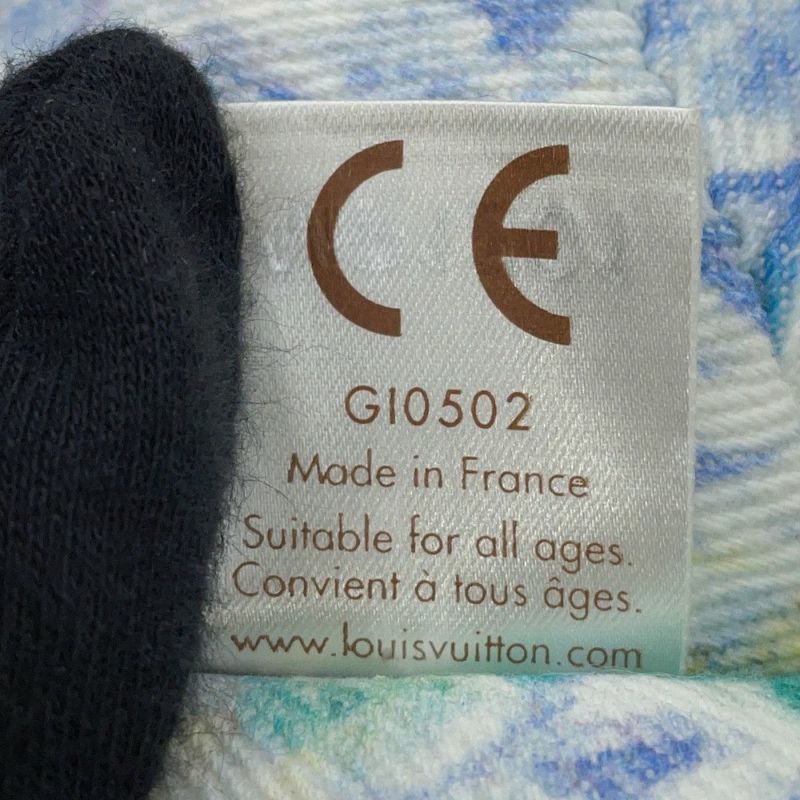 CE
GI0502
Made in France
Suitable for all ages.
Convient à tous âges.
www.louisvuitton.com